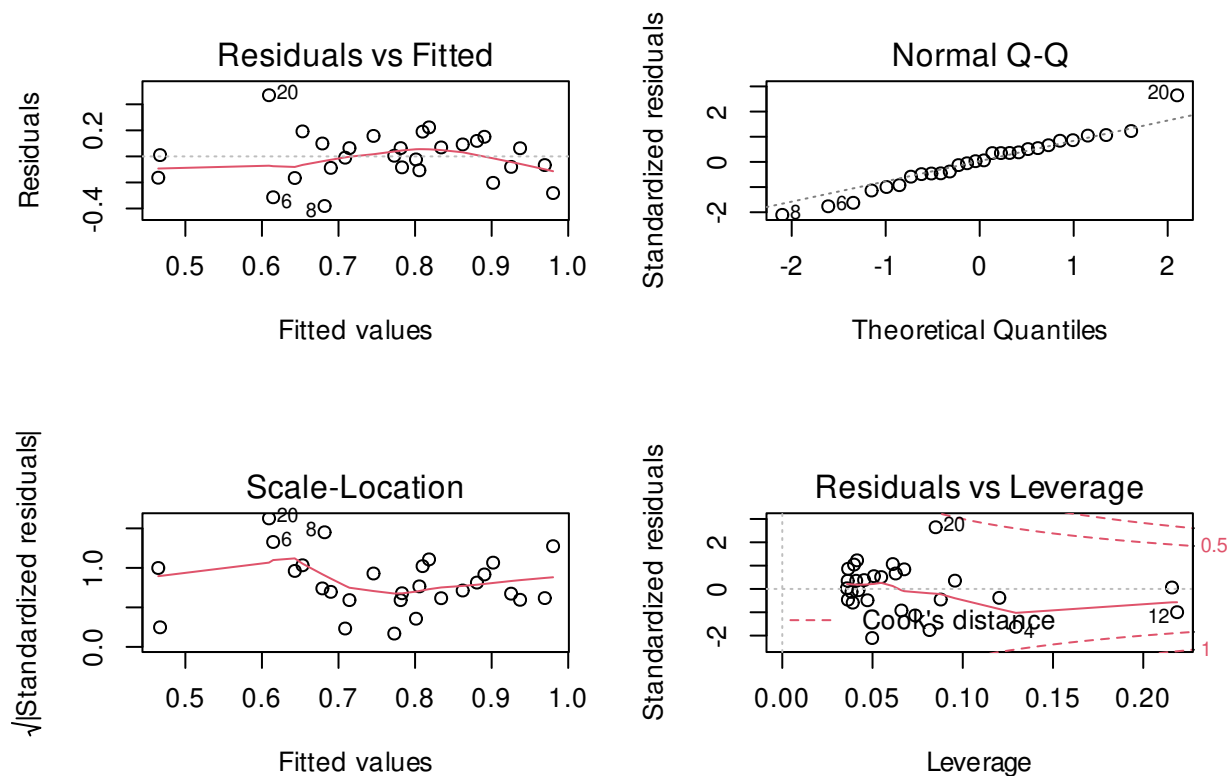 Residuals vs Fitted
Residuals
0.2
-0.4
20
6
8
0.5 0.6 0.7 0.8 0.9 1.0
Fitted values
Normal Q-Q
Standardized residuals
2
0
-2
20
8
6
-2 -1 0 1 2
Theoretical Quantiles
Scale-Location
√|Standardized residuals|
1.0
0.0
20
8
6
0.5 0.6 0.7 0.8 0.9 1.0
Fitted values
Residuals vs Leverage
Standardized residuals
2
0
-2
20
0.5
12
Cook's distance
4
1
0.00 0.05 0.10 0.15 0.20
Leverage